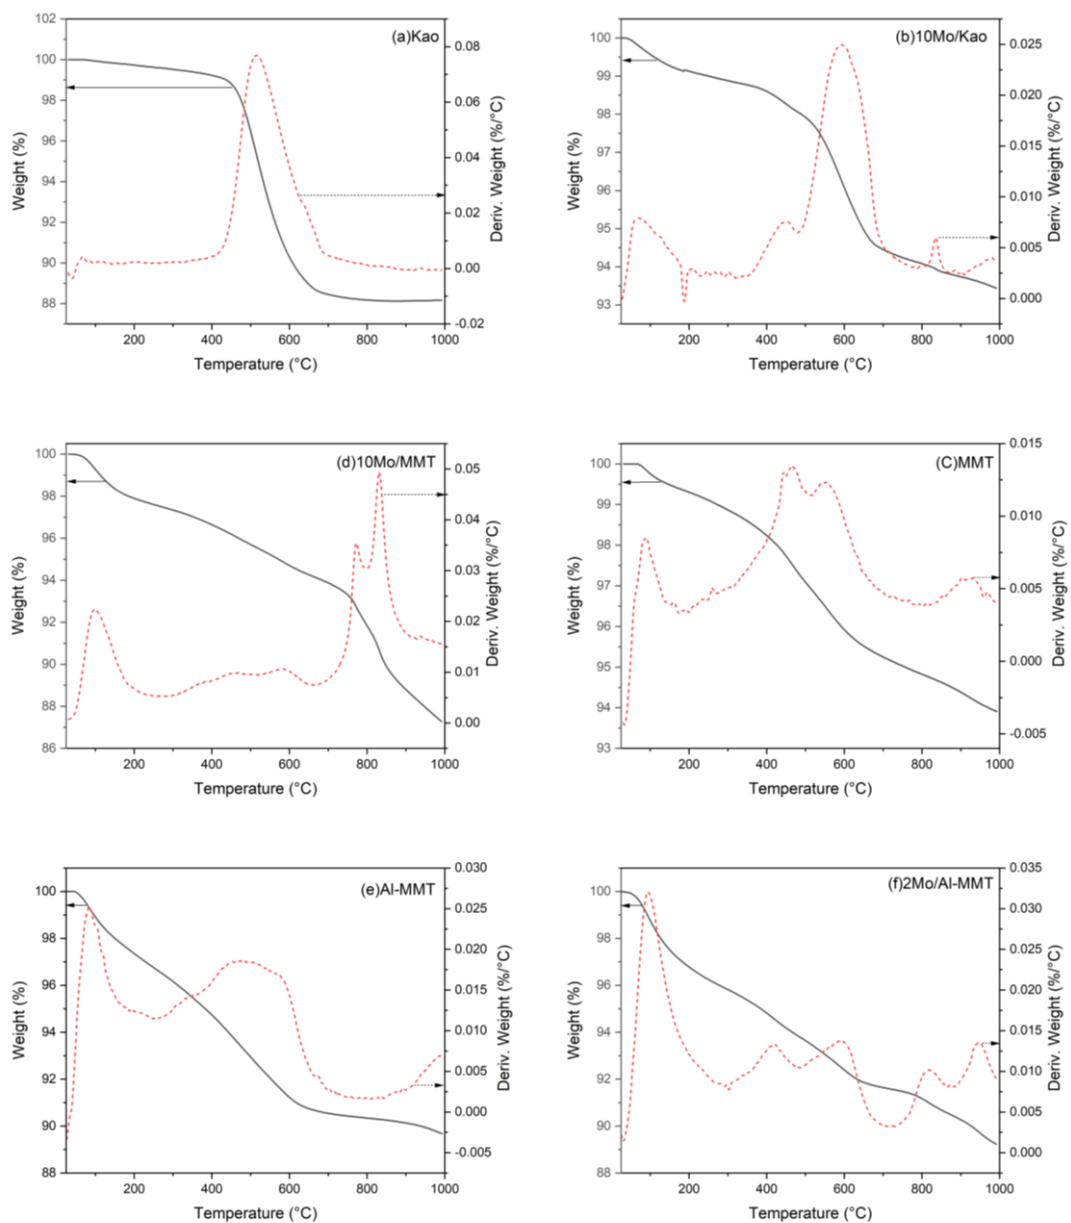 (a)Kao
Weight (%)
102
100
98
96
94
92
90
88
0.08
0.06
0.04
0.02
0.00
-0.02
Deriv. Weight (%/°C)
200 400 600 800 1000
Temperature (°C)
(b)10Mo/Kao
Weight (%)
100
99
98
97
96
95
94
93
0.025
0.020
0.015
0.010
0.005
0.000
Deriv. Weight (%/°C)
200 400 600 800 1000
Temperature (°C)
(d)10Mo/MMT
Weight (%)
100
98
96
94
92
90
88
86
0.05
0.04
0.03
0.02
0.01
0.00
Deriv. Weight (%/°C)
200 400 600 800 1000
Temperature (°C)
(C)MMT
Weight (%)
100
99
98
97
96
95
94
93
0.015
0.010
0.005
0.000
-0.005
Deriv. Weight (%/°C)
200 400 600 800 1000
Temperature (°C)
(e)Al-MMT
Weight (%)
100
98
96
94
92
90
88
0.030
0.025
0.020
0.015
0.010
0.005
0.000
-0.005
Deriv. Weight (%/°C)
200 400 600 800 1000
Temperature (°C)
(f)2Mo/Al-MMT
Weight (%)
100
98
96
94
92
90
88
0.035
0.030
0.025
0.020
0.015
0.010
0.005
0.000
Deriv. Weight (%/°C)
200 400 600 800 1000
Temperature (°C)